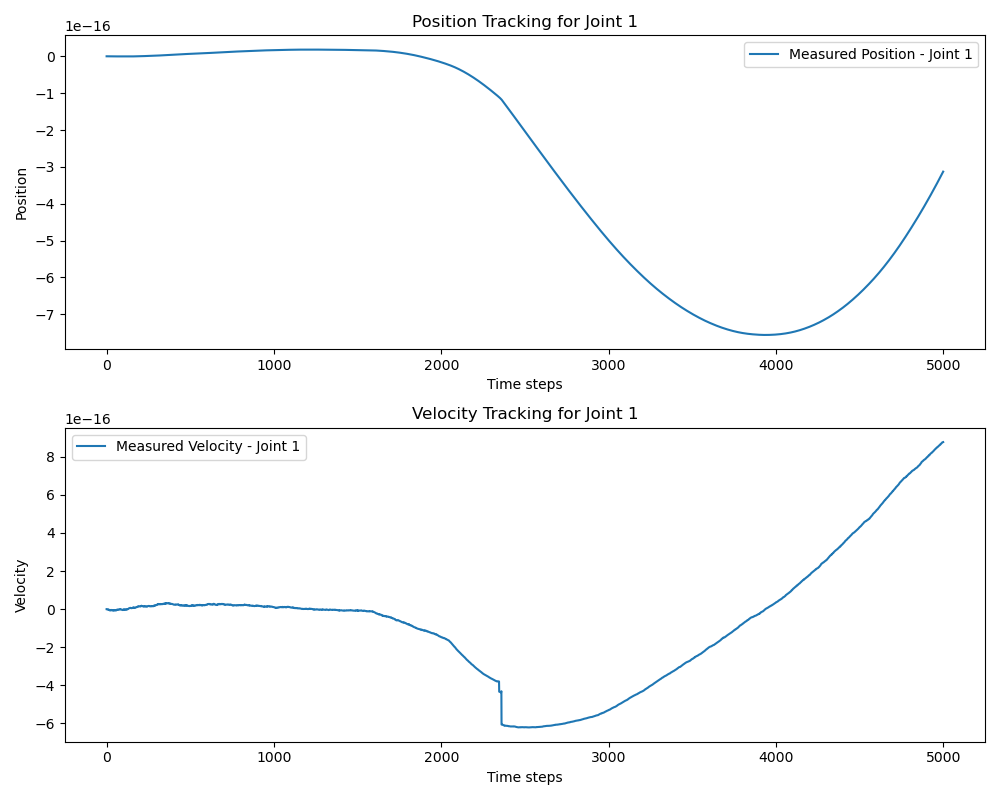 Position Tracking for Joint 1
1e−16
Measured Position - Joint 1
0
−1
−2
−3
−4
−5
−6
−7
Position
0 1000 2000 3000 4000 5000
Time steps
Velocity Tracking for Joint 1
1e−16
Measured Velocity - Joint 1
8
6
4
2
0
−2
−4
−6
Velocity
0 1000 2000 3000 4000 5000
Time steps